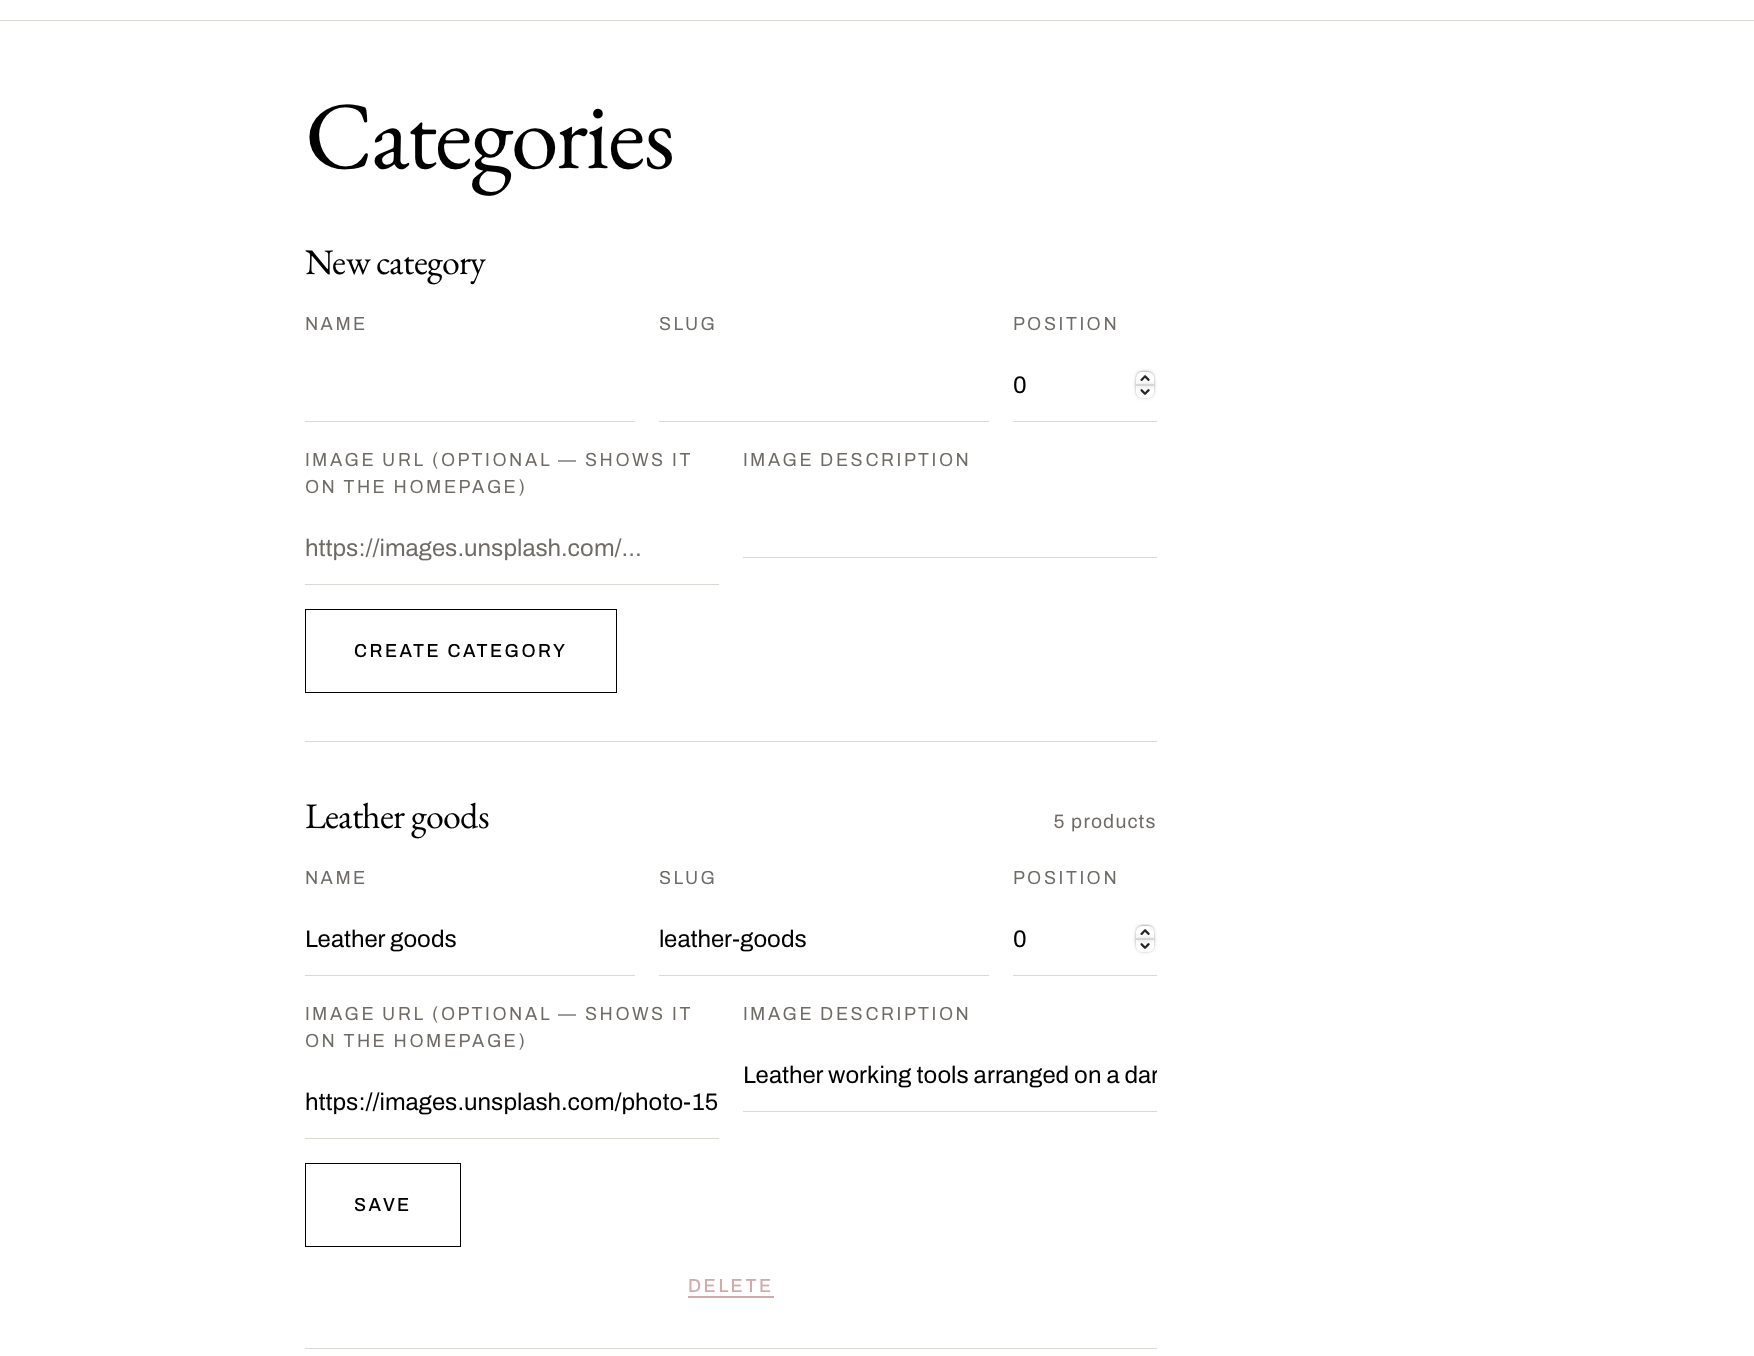 Categories
New category
NAME SLUG POSITION
0
IMAGE URL (OPTIONAL — SHOWS IT
ON THE HOMEPAGE)
IMAGE DESCRIPTION
https://images.unsplash.com/...
CREATE CATEGORY
Leather goods
5 products
NAME SLUG POSITION
Leather goods leather-goods 0
IMAGE URL (OPTIONAL — SHOWS IT
ON THE HOMEPAGE)
IMAGE DESCRIPTION
https://images.unsplash.com/photo-15
Leather working tools arranged on a dar
SAVE
DELETE